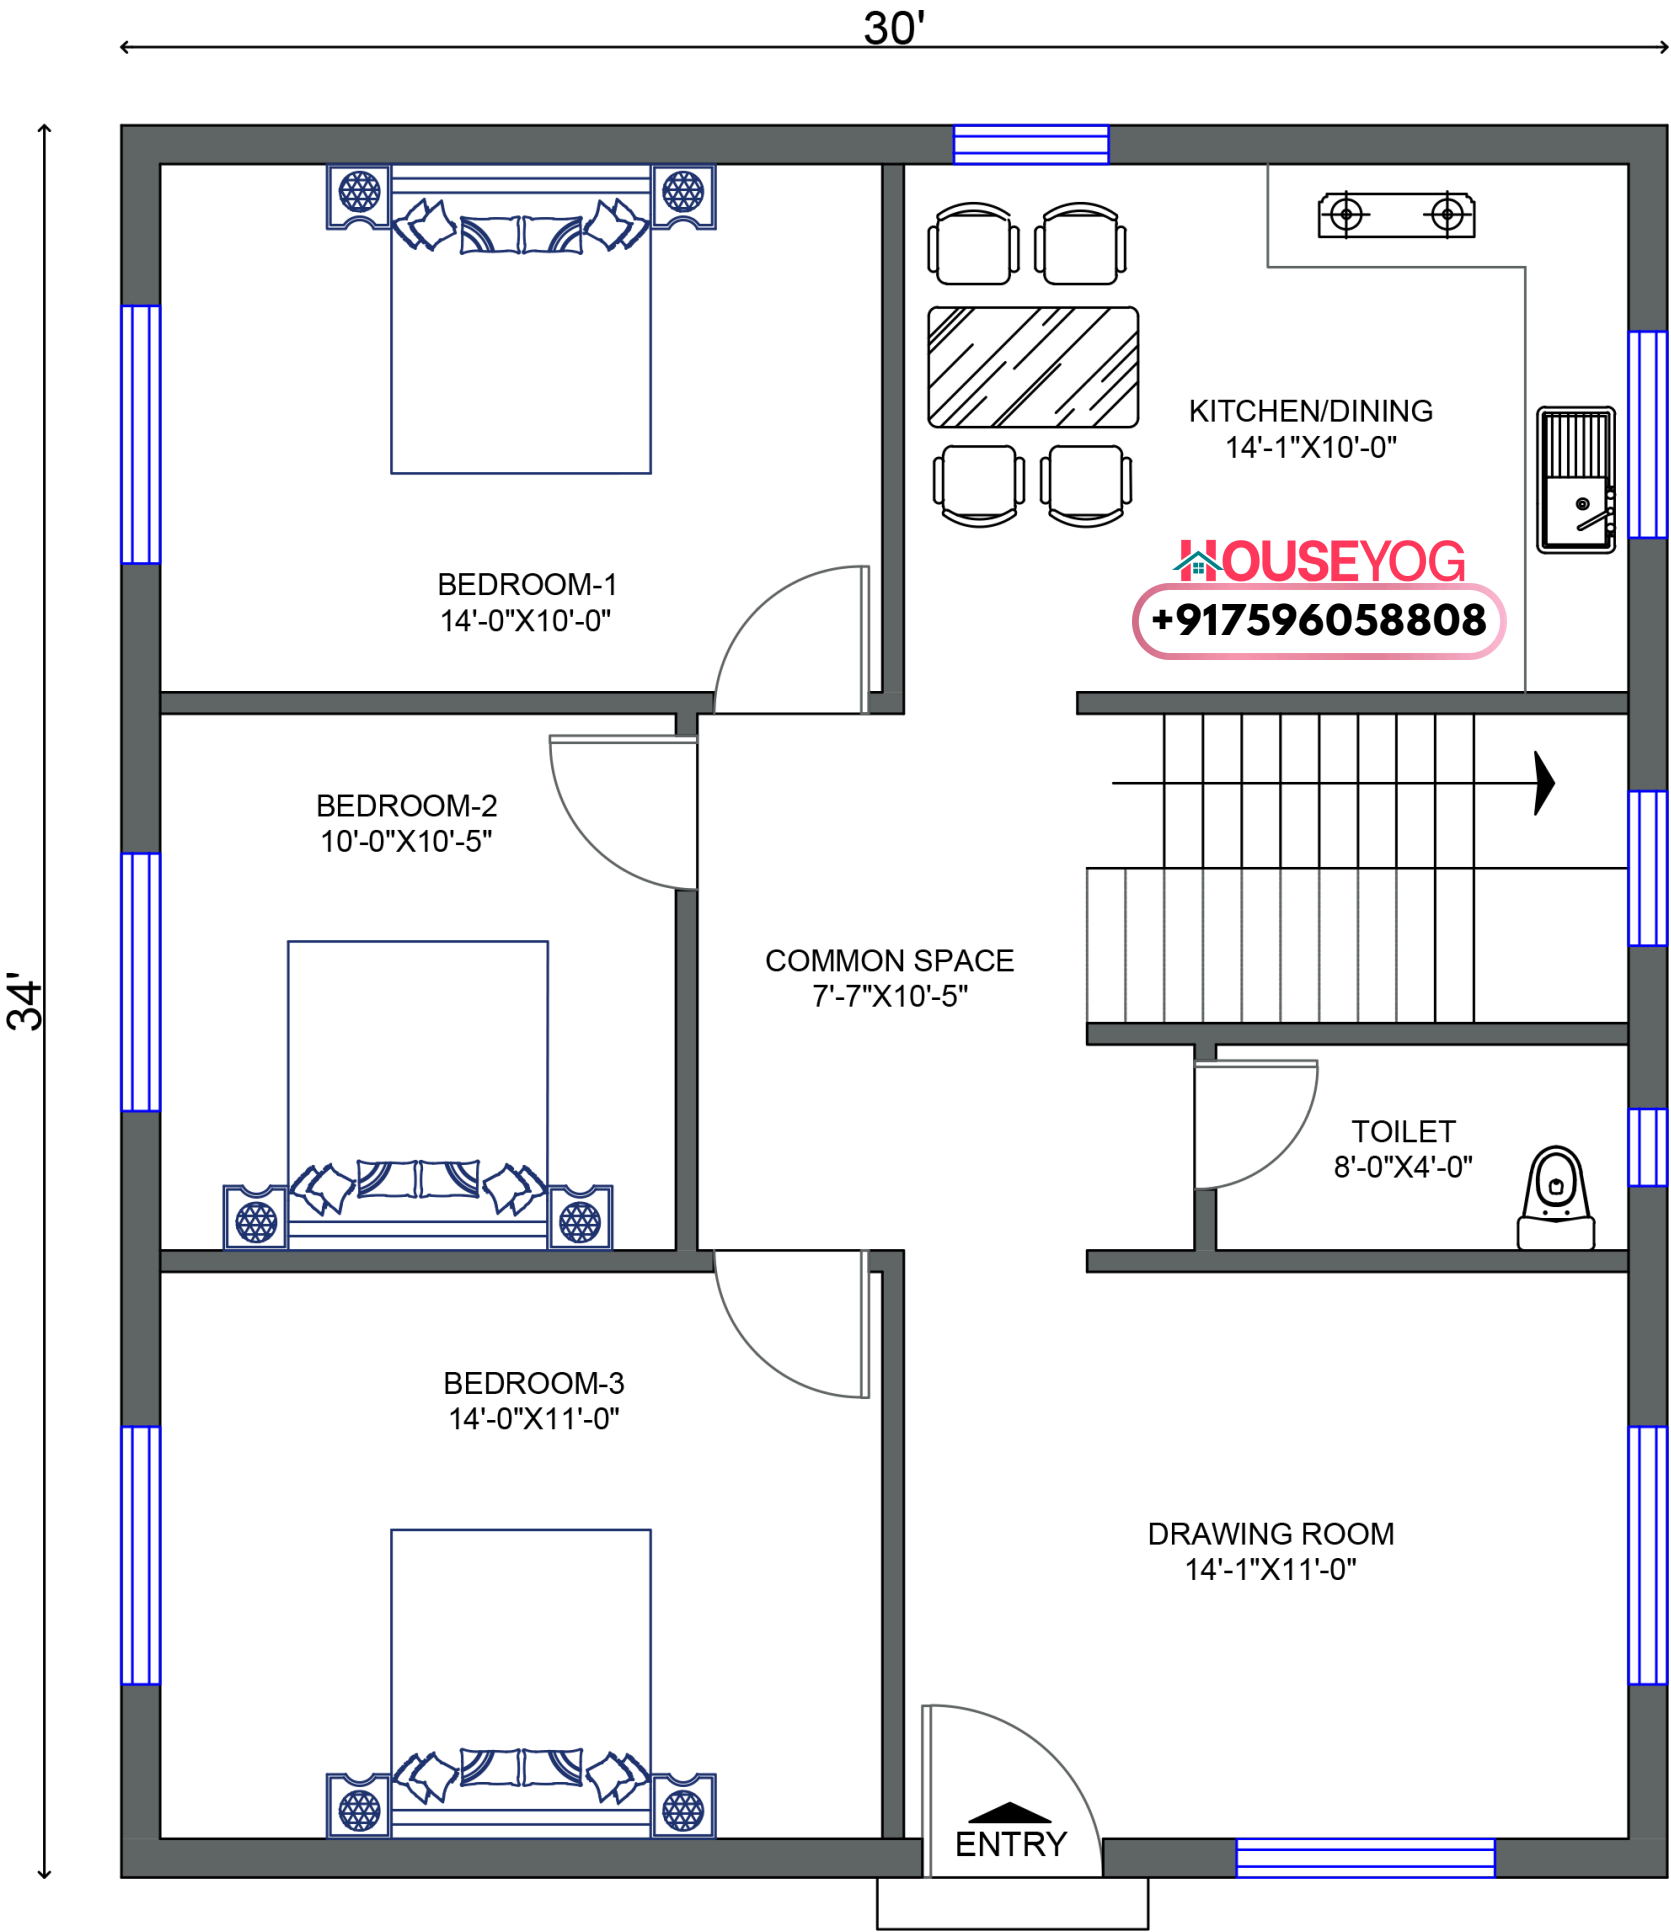 30'
34'
BEDROOM-1
14'-0"X10'-0"
KITCHEN/DINING
14'-1"X10'-0"
HOUSEYOG
+917596058808
BEDROOM-2
10'-0"X10'-5"
COMMON SPACE
7'-7"X10'-5"
TOILET
8'-0"X4'-0"
BEDROOM-3
14'-0"X11'-0"
DRAWING ROOM
14'-1"X11'-0"
ENTRY